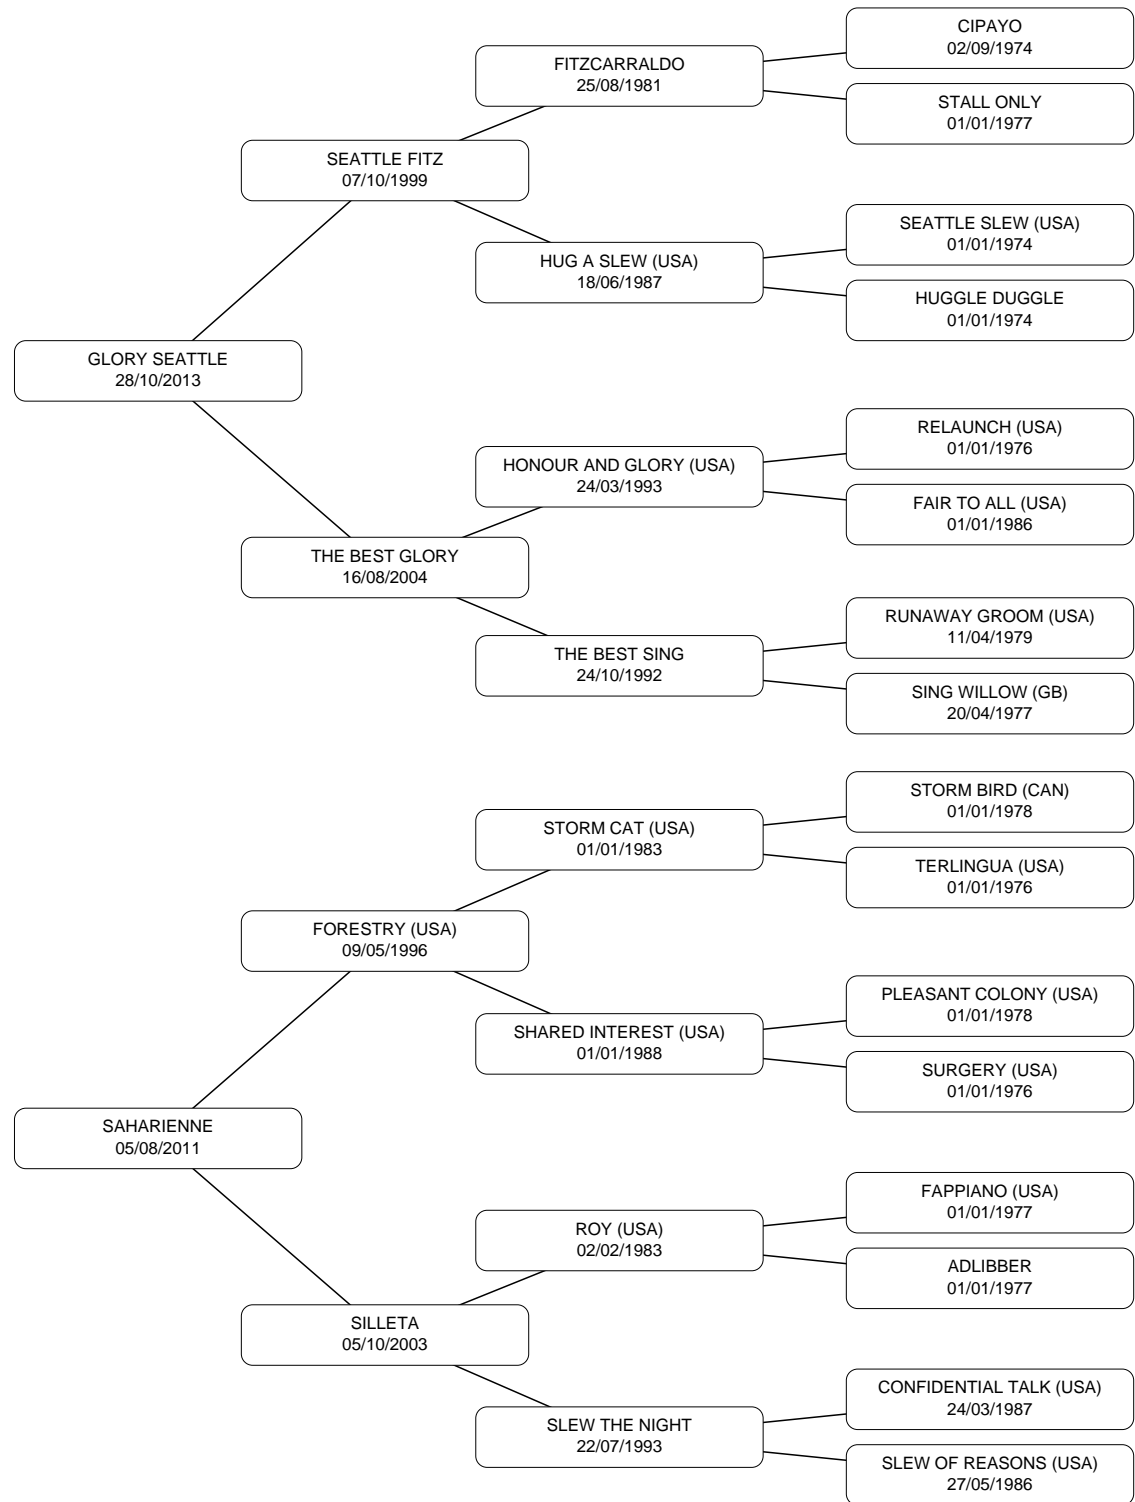 CIPAYO
02/09/1974
FITZCARRALDO
25/08/1981
STALL ONLY
01/01/1977
SEATTLE FITZ
07/10/1999
SEATTLE SLEW (USA)
01/01/1974
HUG A SLEW (USA)
18/06/1987
HUGGLE DUGGLE
01/01/1974
GLORY SEATTLE
28/10/2013
RELAUNCH (USA)
01/01/1976
HONOUR AND GLORY (USA)
24/03/1993
FAIR TO ALL (USA)
01/01/1986
THE BEST GLORY
16/08/2004
RUNAWAY GROOM (USA)
11/04/1979
THE BEST SING
24/10/1992
SING WILLOW (GB)
20/04/1977
STORM BIRD (CAN)
01/01/1978
STORM CAT (USA)
01/01/1983
TERLINGUA (USA)
01/01/1976
FORESTRY (USA)
09/05/1996
PLEASANT COLONY (USA)
01/01/1978
SHARED INTEREST (USA)
01/01/1988
SURGERY (USA)
01/01/1976
SAHARIENNE
05/08/2011
FAPPIANO (USA)
01/01/1977
ROY (USA)
02/02/1983
ADLIBBER
01/01/1977
SILLETA
05/10/2003
CONFIDENTIAL TALK (USA)
24/03/1987
SLEW THE NIGHT
22/07/1993
SLEW OF REASONS (USA)
27/05/1986